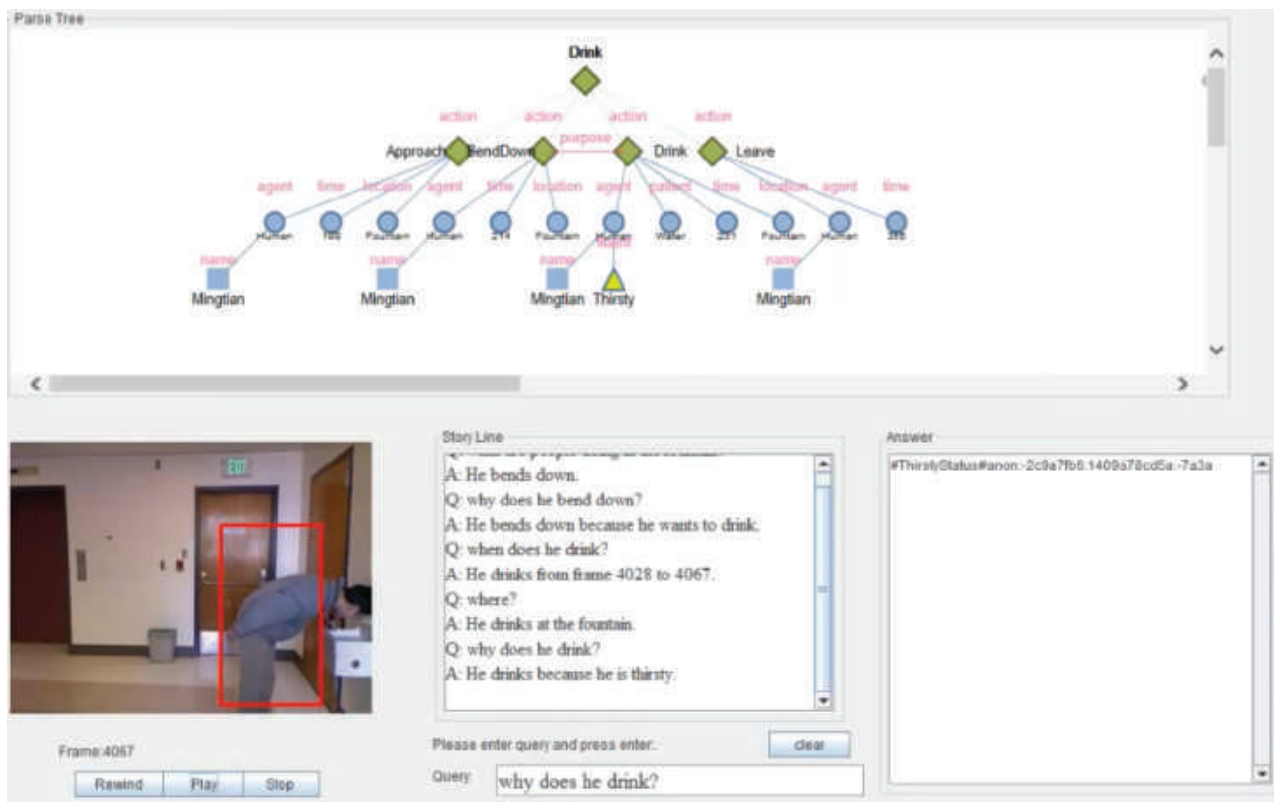 Parse Tree
Drink
action action action action
purpose
Approach BendDown Drink Leave
agent time location agent time location agent patient time location agent time
Human Fountain Human Fountain Human Water Fountain Human
name name name name
Mingtian Mingtian Mingtian Thirsty Mingtian
Story Line
A: He bends down.
Q: why does he bend down?
A: He bends down because he wants to drink.
Q: when does he drink?
A: He drinks from frame 4028 to 4067.
Q: where?
A: He drinks at the fountain.
Q: why does he drink?
A: He drinks because he is thirsty.
Answer
#ThirstyStatus#anon:-2c9a7fb6:1409a78cd5a:-7a3a
Frame:4067
Rewind Play Stop
Please enter query and press enter:.
clear
Query: why does he drink?